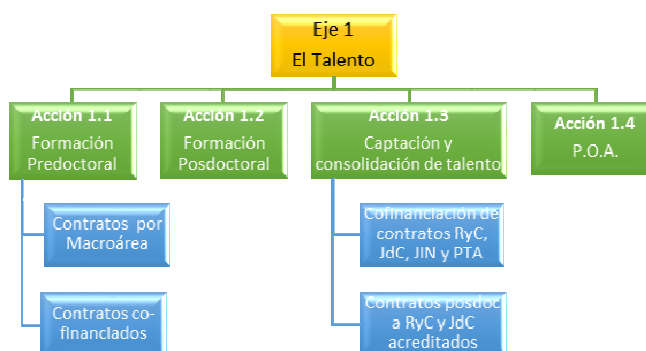 Eje 1
El Talento
Acción 1.1
Formación
Predoctoral
Acción 1.2
Formación
Posdoctoral
Acción 1.3
Captación y
consolidación de talento
Acción 1.4
P.O.A.
Contratos por
Macroárea
Contratos co-
financiados
Cofinanciación de
contratos RyC,
JdC, JIN y PTA
Contratos posdoc
a RyC y JdC
acreditados